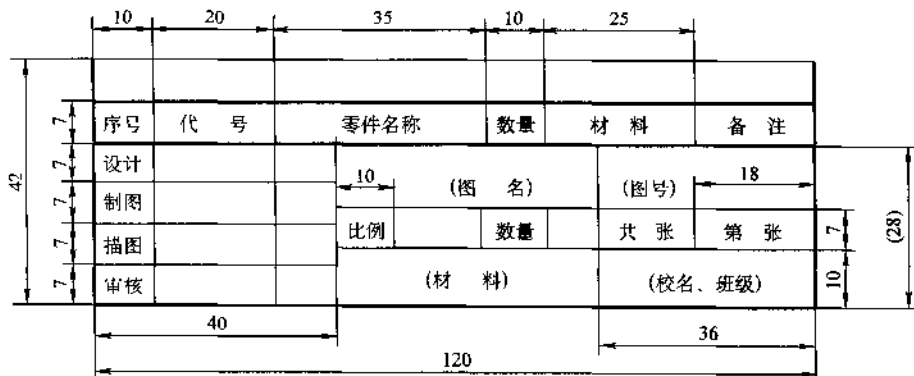 10 20 35 10 25
序号 代 号 零件名称 数量 材 料 备 注
7
设计
7
10 (图 名) (图号) 18
42
制图
7
比例 数量 共 张 第 张
7
(28)
描图
7
(材 料) (校名、班级)
10
审核
7
40 36
120